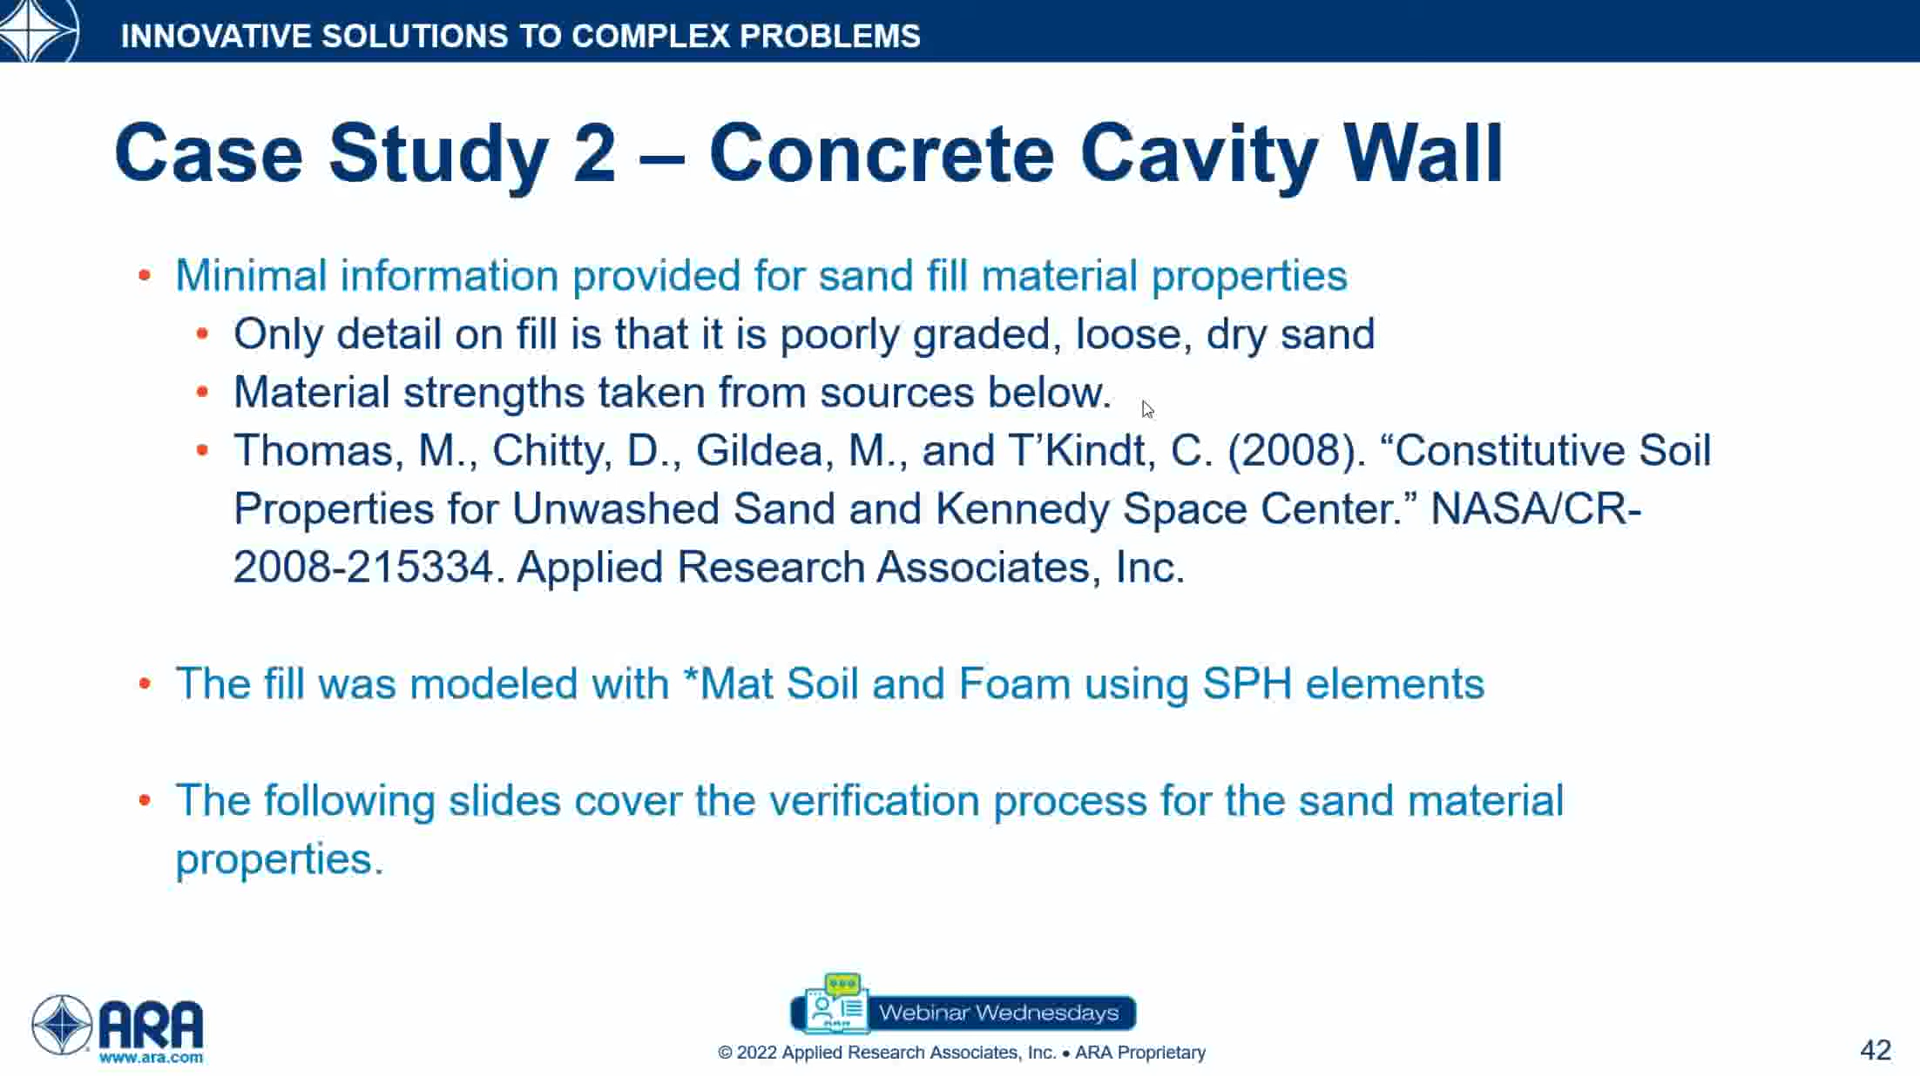 INNOVATIVE SOLUTIONS TO COMPLEX PROBLEMS
Case Study 2 – Concrete Cavity Wall
• Minimal information provided for sand fill material properties
• Only detail on fill is that it is poorly graded, loose, dry sand
• Material strengths taken from sources below.
• Thomas, M., Chitty, D., Gildea, M., and T’Kindt, C. (2008). “Constitutive Soil
Properties for Unwashed Sand and Kennedy Space Center.” NASA/CR-
2008-215334. Applied Research Associates, Inc.
• The fill was modeled with *Mat Soil and Foam using SPH elements
• The following slides cover the verification process for the sand material
properties.
ARA
www.ara.com
Webinar Wednesdays
© 2022 Applied Research Associates, Inc. • ARA Proprietary
42